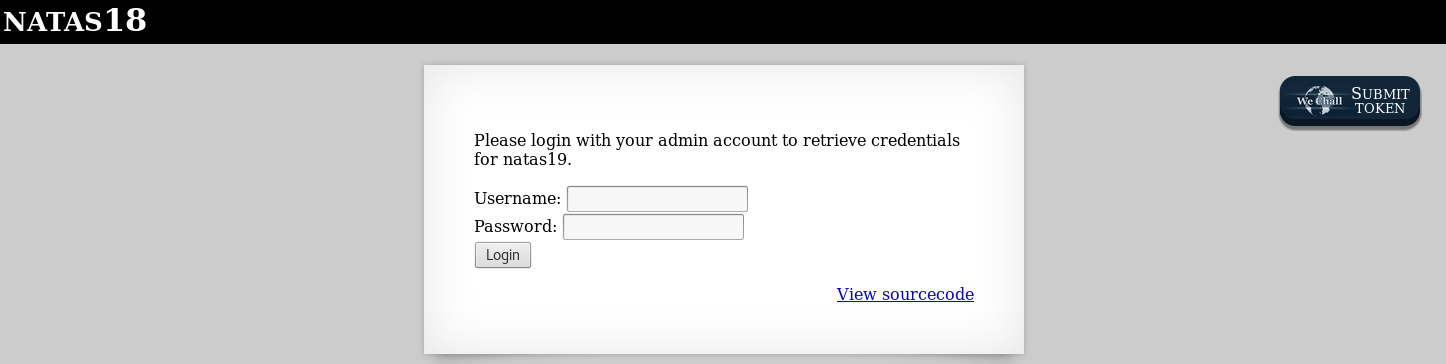 NATAS18
We Chall
SUBMIT
TOKEN
Please login with your admin account to retrieve credentials
for natas19.
Username:
Password:
Login
View sourcecode